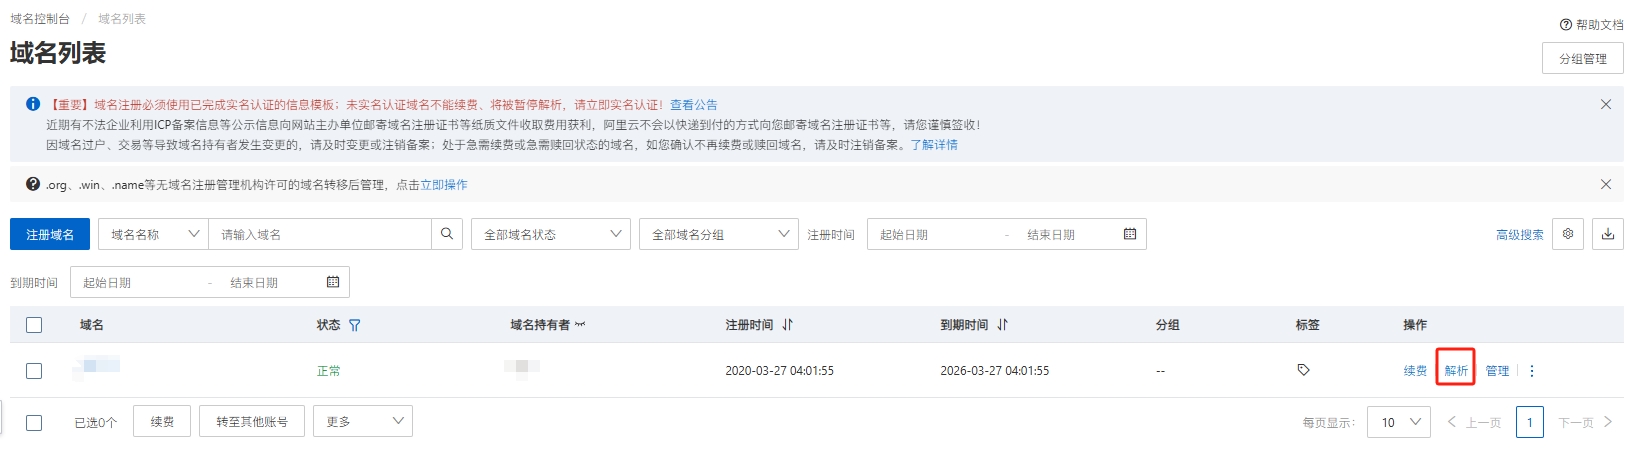 域名控制台 / 域名列表
帮助文档
域名列表
分组管理
【重要】域名注册必须使用已完成实名认证的信息模板；未实名认证域名不能续费、将被暂停解析，请立即实名认证！查看公告
近期有不法企业利用ICP备案信息等公示信息向网站主办单位邮寄域名注册证书等纸质文件收取费用获利，阿里云不会以快递到付的方式向您邮寄域名注册证书等，请您谨慎签收！
因域名过户、交易等导致域名持有者发生变更的，请及时变更或注销备案；处于急需续费或急需赎回状态的域名，如您确认不再续费或赎回域名，请及时注销备案。了解详情
.org、.win、.name等无域名注册管理机构许可的域名转移后管理，点击立即操作
注册域名 域名名称 请输入域名 全部域名状态 全部域名分组 注册时间 起始日期 - 结束日期 高级搜索
到期时间 起始日期 - 结束日期
域名 状态 域名持有者 注册时间 到期时间 分组 标签 操作
正常 2020-03-27 04:01:55 2026-03-27 04:01:55 -- 续费 解析 管理
已选0个 续费 转至其他账号 更多 每页显示： 10 上一页 1 下一页